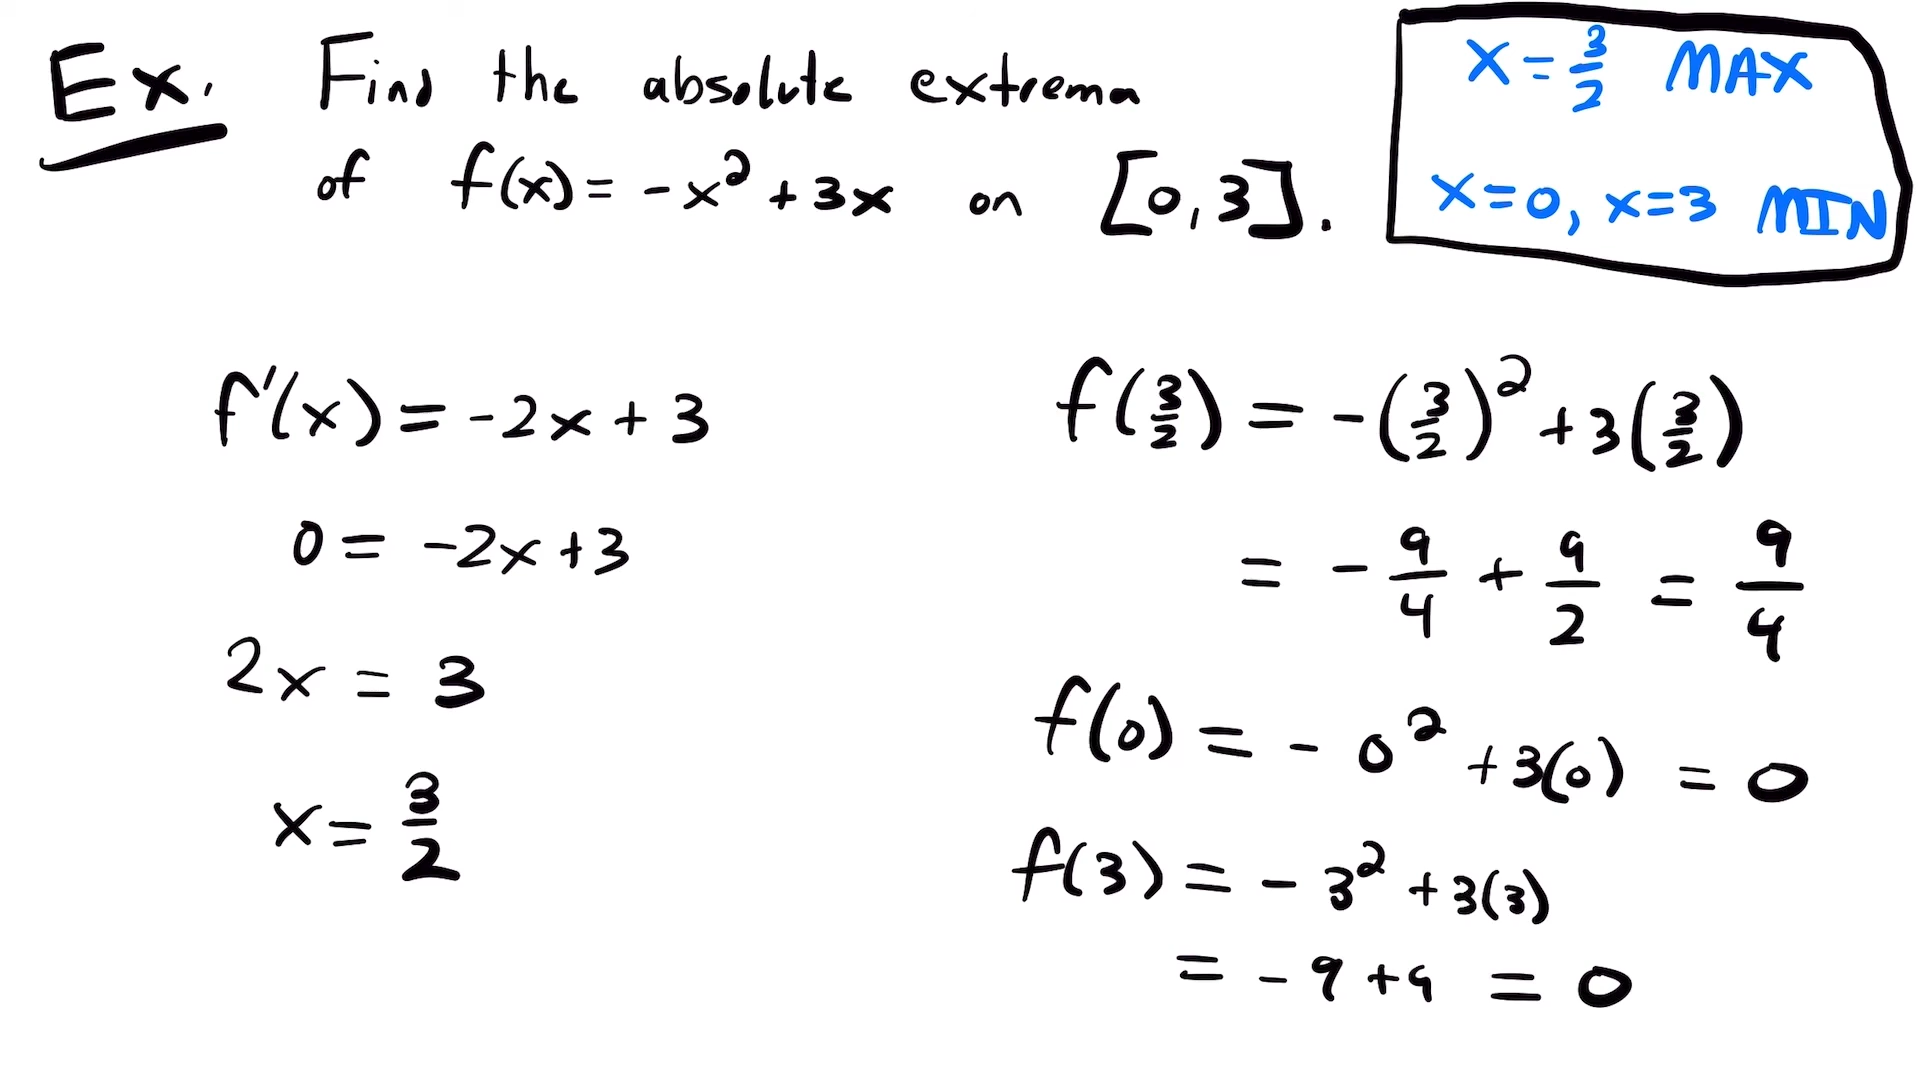 Ex. Find the absolute extrema
of f(x) = -x² + 3x on [0,3].
x = 3/2 MAX
x=0, x=3 MIN
f'(x) = -2x + 3
0 = -2x+3
2x = 3
x = 3/2
f(3/2) = -(3/2)² + 3(3/2)
= - 9/4 + 9/2 = 9/4
f(0) = - 0² + 3(0) = 0
f(3) = - 3² + 3(3)
= - 9 + 9 = 0